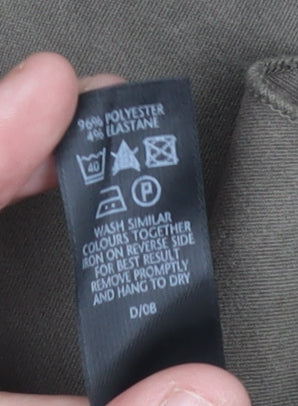 96% POLYESTER
4% ELASTANE
40
P
WASH SIMILAR
COLOURS TOGETHER
IRON ON REVERSE SIDE
FOR BEST RESULT
REMOVE PROMPTLY
AND HANG TO DRY
D/08